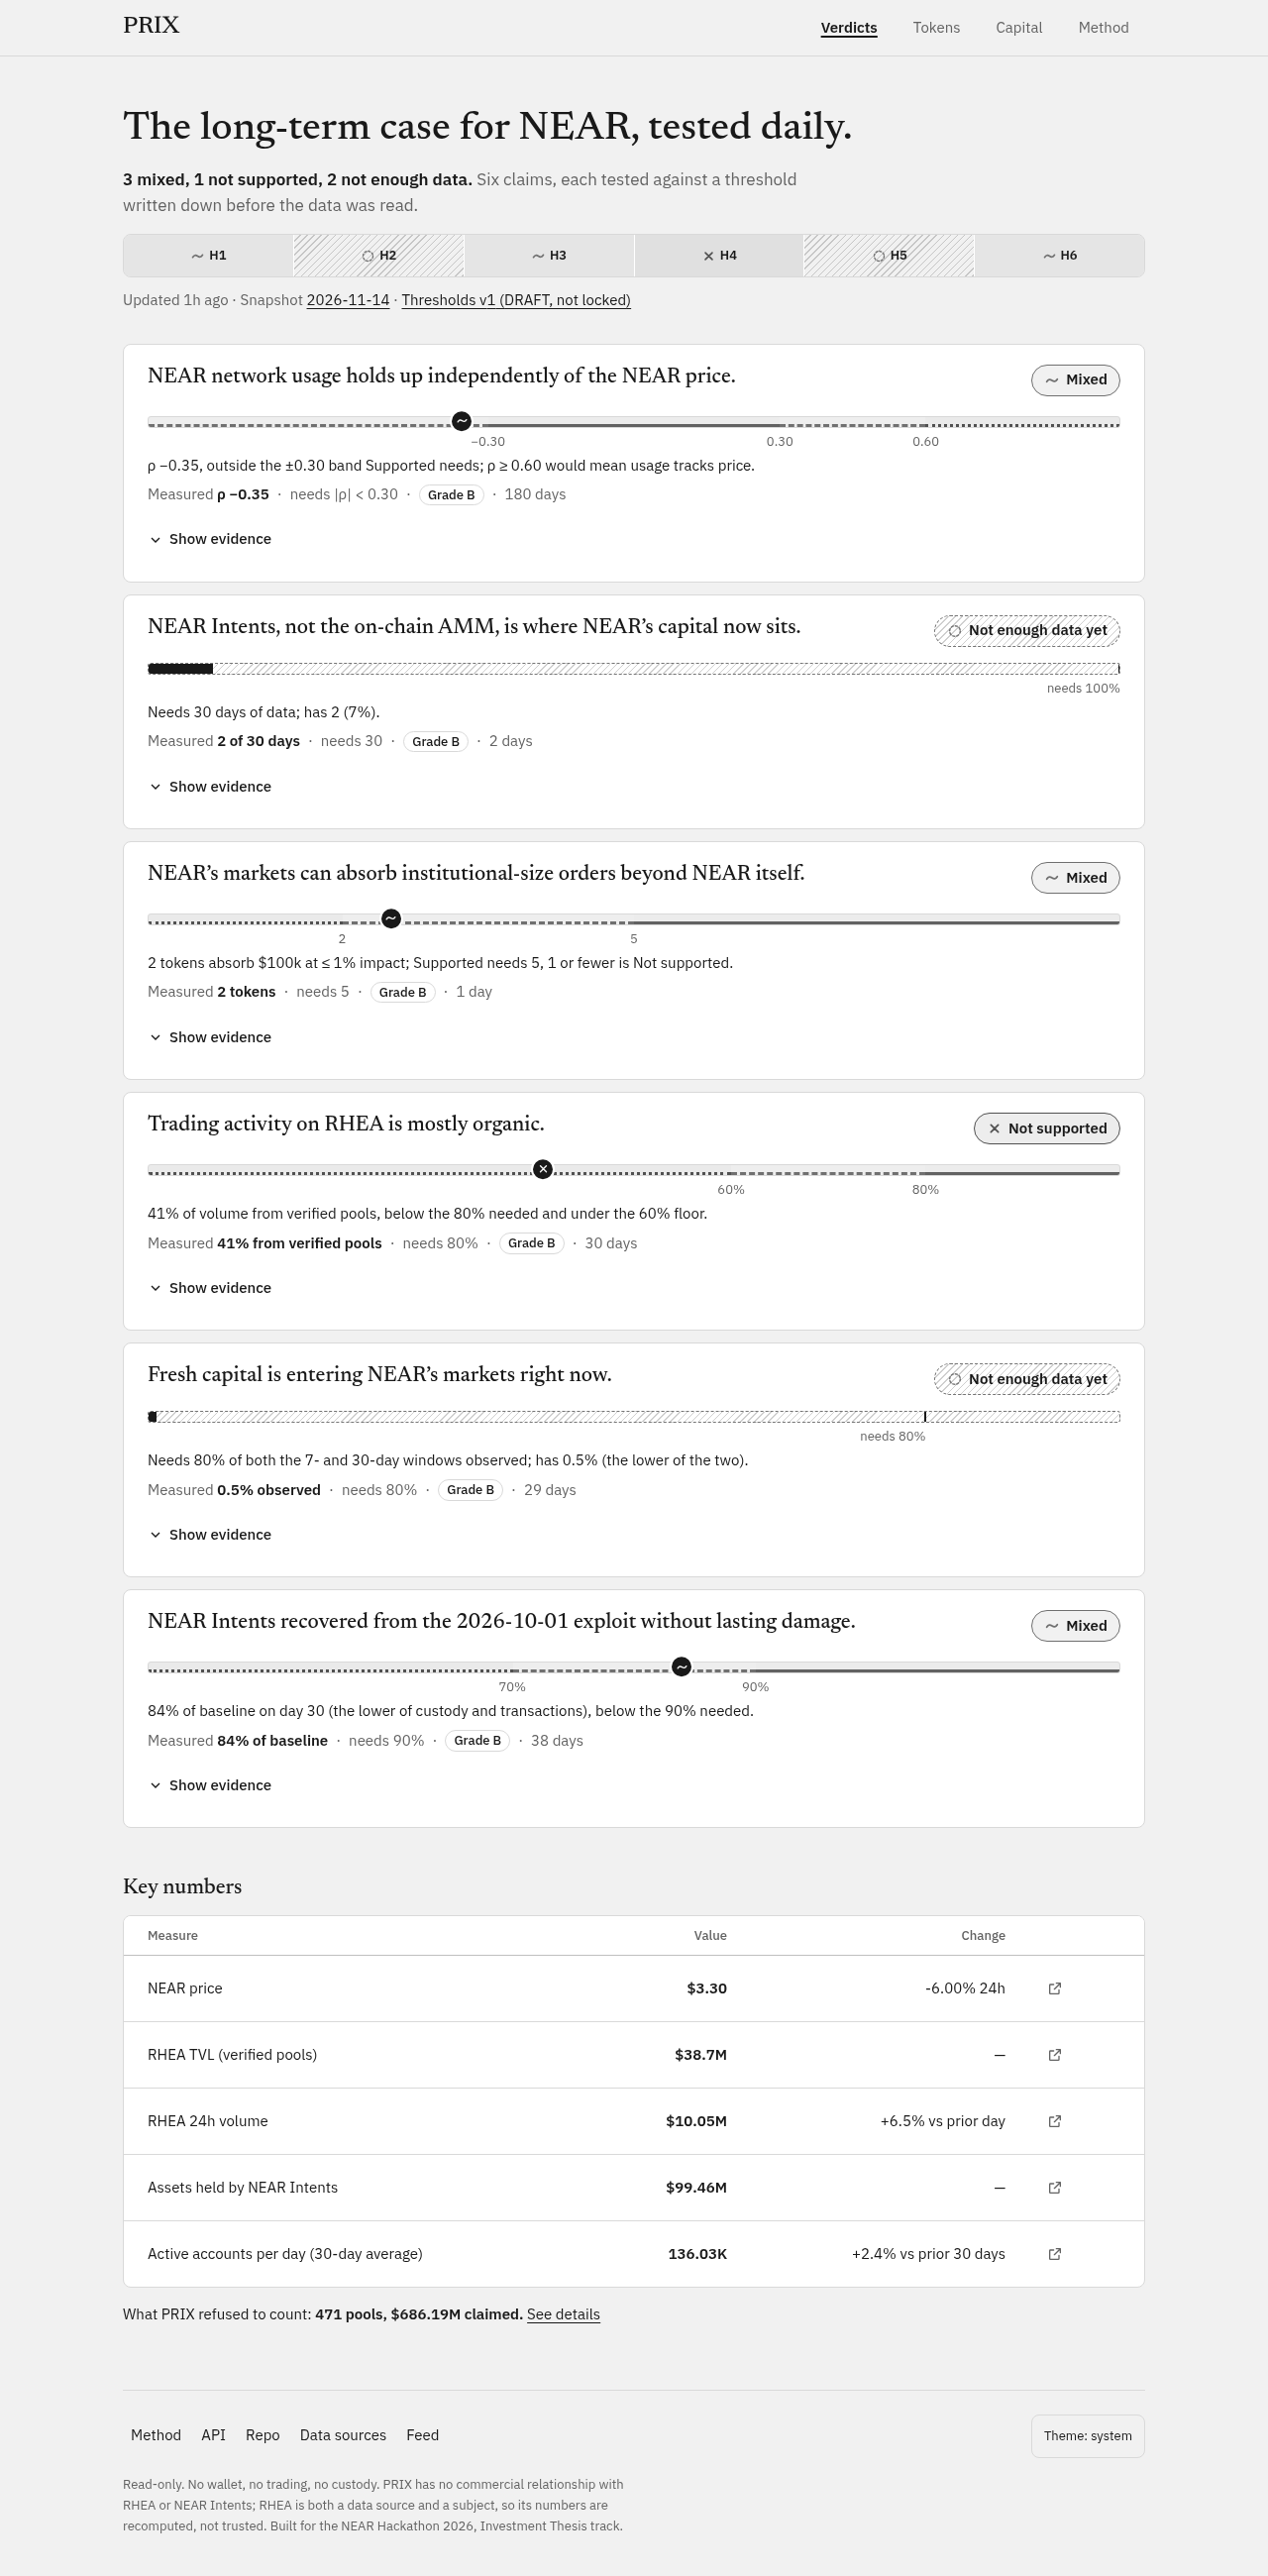 PRIX
Verdicts Tokens Capital Method
The long-term case for NEAR, tested daily.
3 mixed, 1 not supported, 2 not enough data. Six claims, each tested against a threshold
written down before the data was read.
H1 H2 H3 H4 H5 H6
Updated 1h ago · Snapshot 2026-11-14 · Thresholds v1 (DRAFT, not locked)
NEAR network usage holds up independently of the NEAR price.
Mixed
−0.30 0.30 0.60
ρ −0.35, outside the ±0.30 band Supported needs; ρ ≥ 0.60 would mean usage tracks price.
Measured ρ −0.35 · needs |ρ| < 0.30 · Grade B · 180 days
Show evidence
NEAR Intents, not the on-chain AMM, is where NEAR’s capital now sits.
Not enough data yet
needs 100%
Needs 30 days of data; has 2 (7%).
Measured 2 of 30 days · needs 30 · Grade B · 2 days
Show evidence
NEAR’s markets can absorb institutional-size orders beyond NEAR itself.
Mixed
2 5
2 tokens absorb $100k at ≤ 1% impact; Supported needs 5, 1 or fewer is Not supported.
Measured 2 tokens · needs 5 · Grade B · 1 day
Show evidence
Trading activity on RHEA is mostly organic.
Not supported
60% 80%
41% of volume from verified pools, below the 80% needed and under the 60% floor.
Measured 41% from verified pools · needs 80% · Grade B · 30 days
Show evidence
Fresh capital is entering NEAR’s markets right now.
Not enough data yet
needs 80%
Needs 80% of both the 7- and 30-day windows observed; has 0.5% (the lower of the two).
Measured 0.5% observed · needs 80% · Grade B · 29 days
Show evidence
NEAR Intents recovered from the 2026-10-01 exploit without lasting damage.
Mixed
70% 90%
84% of baseline on day 30 (the lower of custody and transactions), below the 90% needed.
Measured 84% of baseline · needs 90% · Grade B · 38 days
Show evidence
Key numbers
Measure Value Change
NEAR price $3.30 -6.00% 24h
RHEA TVL (verified pools) $38.7M —
RHEA 24h volume $10.05M +6.5% vs prior day
Assets held by NEAR Intents $99.46M —
Active accounts per day (30-day average) 136.03K +2.4% vs prior 30 days
What PRIX refused to count: 471 pools, $686.19M claimed. See details
Method API Repo Data sources Feed
Theme: system
Read-only. No wallet, no trading, no custody. PRIX has no commercial relationship with
RHEA or NEAR Intents; RHEA is both a data source and a subject, so its numbers are
recomputed, not trusted. Built for the NEAR Hackathon 2026, Investment Thesis track.